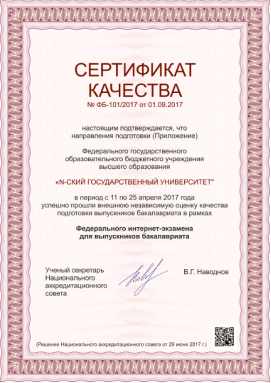 СЕРТИФИКАТ
КАЧЕСТВА
№ ФБ-101/2017 от 01.09.2017
настоящим подтверждается, что
направления подготовки (Приложение)
Федерального государственного
образовательного бюджетного учреждения
высшего образования
«N-СКИЙ ГОСУДАРСТВЕННЫЙ УНИВЕРСИТЕТ"
в период с 11 по 25 апреля 2017 года
успешно прошли внешнюю независимую оценку качества
подготовки выпускников бакалавриата в рамках
Федерального интернет-экзамена
для выпускников бакалавриата
Ученый секретарь
Национального
аккредитационного
совета
В.Г. Наводнов
(Решение Национального аккредитационного совета от 29 июня 2017 г.)